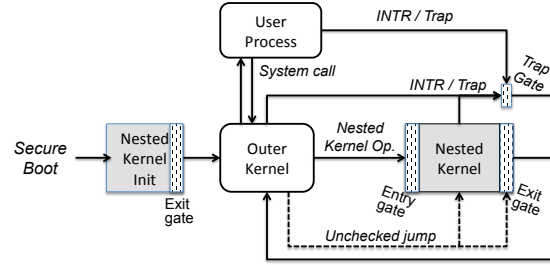 User
Process
INTR / Trap
System call
INTR / Trap
Trap
Gate
Secure
Boot
Nested
Kernel
Init
Exit
gate
Outer
Kernel
Nested
Kernel Op.
Entry
gate
Nested
Kernel
Exit
gate
Unchecked jump